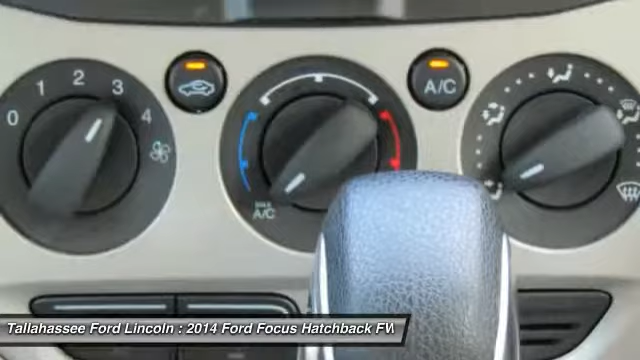 0 1 2 3 4
A/C
MAX
A/C
Tallahassee Ford Lincoln : 2014 Ford Focus Hatchback FW